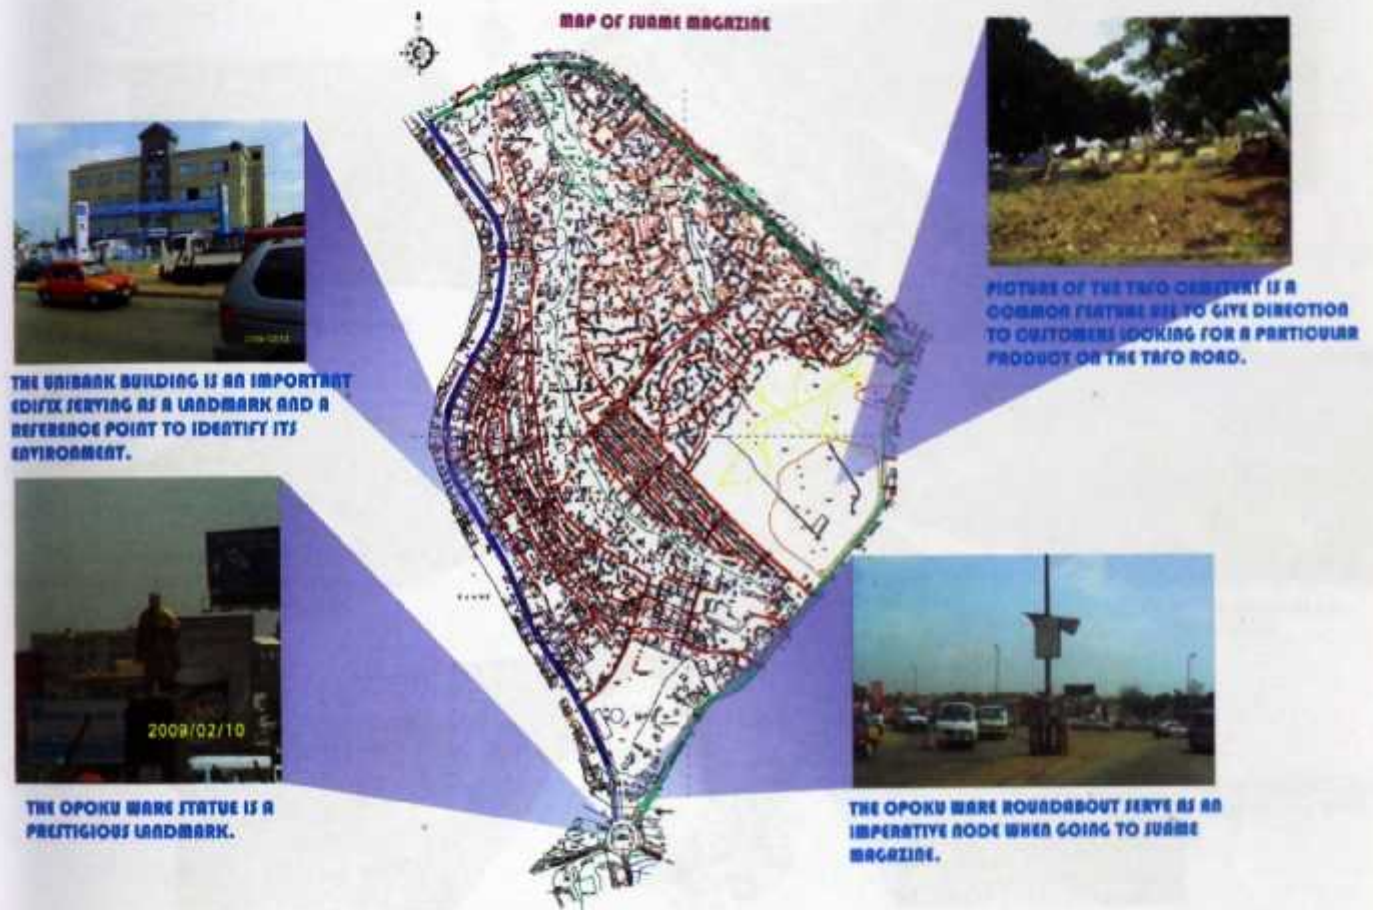 MAP OF SUAME MAGAZINE
THE UNIBANK BUILDING IS AN IMPORTANT
EDIFIX SERVING AS A LANDMARK AND A
REFERENCE POINT TO IDENTIFY ITS
ENVIRONMENT.
PICTURE OF THE TAFO CEMETERY IS A
COMMON FEATURE USE TO GIVE DIRECTION
TO CUSTOMERS LOOKING FOR A PARTICULAR
PRODUCT ON THE TAFO ROAD.
2009/02/10
THE OPOKU WARE STATUE IS A
PRESTIGIOUS LANDMARK.
THE OPOKU WARE ROUNDABOUT SERVE AS AN
IMPERATIVE NODE WHEN GOING TO SUAME
MAGAZINE.